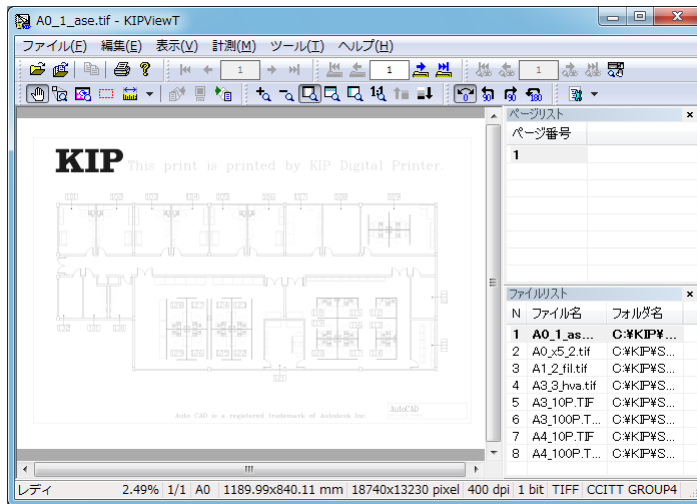 A0_1_ase.tif - KIPViewT
ファイル(F) 編集(E) 表示(V) 計測(M) ツール(T) ヘルプ(H)
1 1 1
KIP This print is printed by KIP Digital Printer.
Auto CAD is a registered trademark of Autodesk Inc.
AutoCAD
ページリスト
ページ番号
1
ファイルリスト
N ファイル名 フォルダ名
1 A0_1_as... C:¥KIP¥...
2 A0_x5_2.tif C:¥KIP¥S...
3 A1_2_fil.tif C:¥KIP¥S...
4 A3_3_hva.tif C:¥KIP¥S...
5 A3_10P.TIF C:¥KIP¥S...
6 A3_100P.T... C:¥KIP¥S...
7 A4_10P.TIF C:¥KIP¥S...
8 A4_100P.T... C:¥KIP¥S...
レディ 2.49% 1/1 A0 1189.99x840.11 mm 18740x13230 pixel 400 dpi 1 bit TIFF CCITT GROUP4